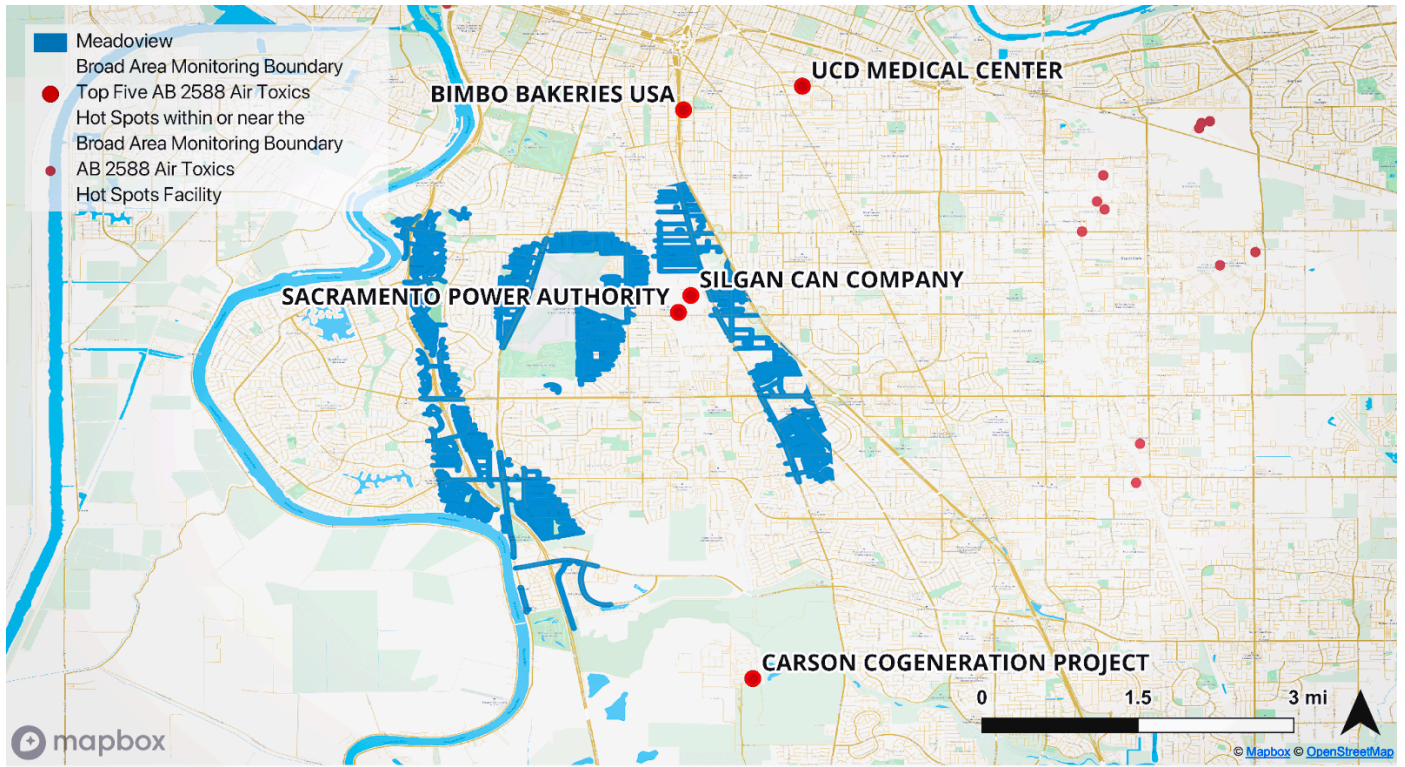 Meadoview
Broad Area Monitoring Boundary
Top Five AB 2588 Air Toxics
Hot Spots within or near the
Broad Area Monitoring Boundary
AB 2588 Air Toxics
Hot Spots Facility
UCD MEDICAL CENTER
BIMBO BAKERIES USA
SILGAN CAN COMPANY
SACRAMENTO POWER AUTHORITY
CARSON COGENERATION PROJECT
0 1.5 3 mi
mapbox
© Mapbox © OpenStreetMap